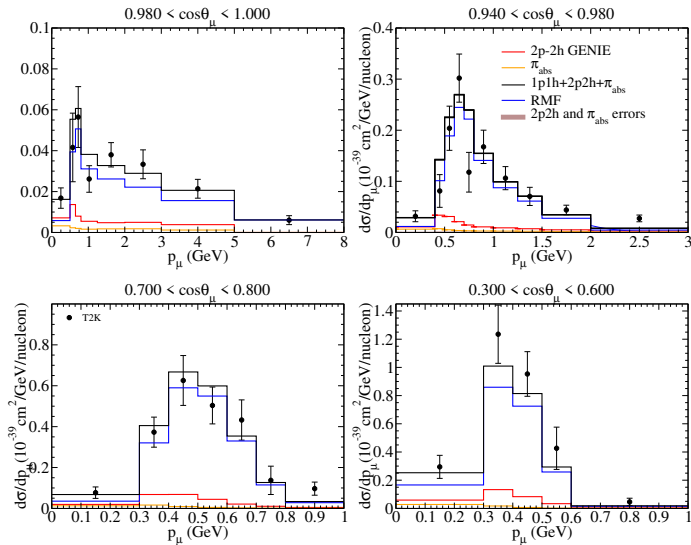 0.980 < cosθμ < 1.000
0.1
0.08
0.06
0.04
0.02
0
0 1 2 3 4 5 6 7 8
pμ (GeV)
0.940 < cosθμ < 0.980
dσ/dpμ (10^-39 cm^2/GeV/nucleon)
0.4
0.3
0.2
0.1
0
2p-2h GENIE
πabs
1p1h+2p2h+πabs
RMF
2p2h and πabs errors
0 0.5 1 1.5 2 2.5 3
pμ (GeV)
0.700 < cosθμ < 0.800
dσ/dpμ (10^-39 cm^2/GeV/nucleon)
0.8
0.6
0.4
0.2
0
T2K
0 0.1 0.2 0.3 0.4 0.5 0.6 0.7 0.8 0.9 1
pμ (GeV)
0.300 < cosθμ < 0.600
dσ/dpμ (10^-39 cm^2/GeV/nucleon)
1.4
1.2
1
0.8
0.6
0.4
0.2
0
0 0.1 0.2 0.3 0.4 0.5 0.6 0.7 0.8 0.9 1
pμ (GeV)